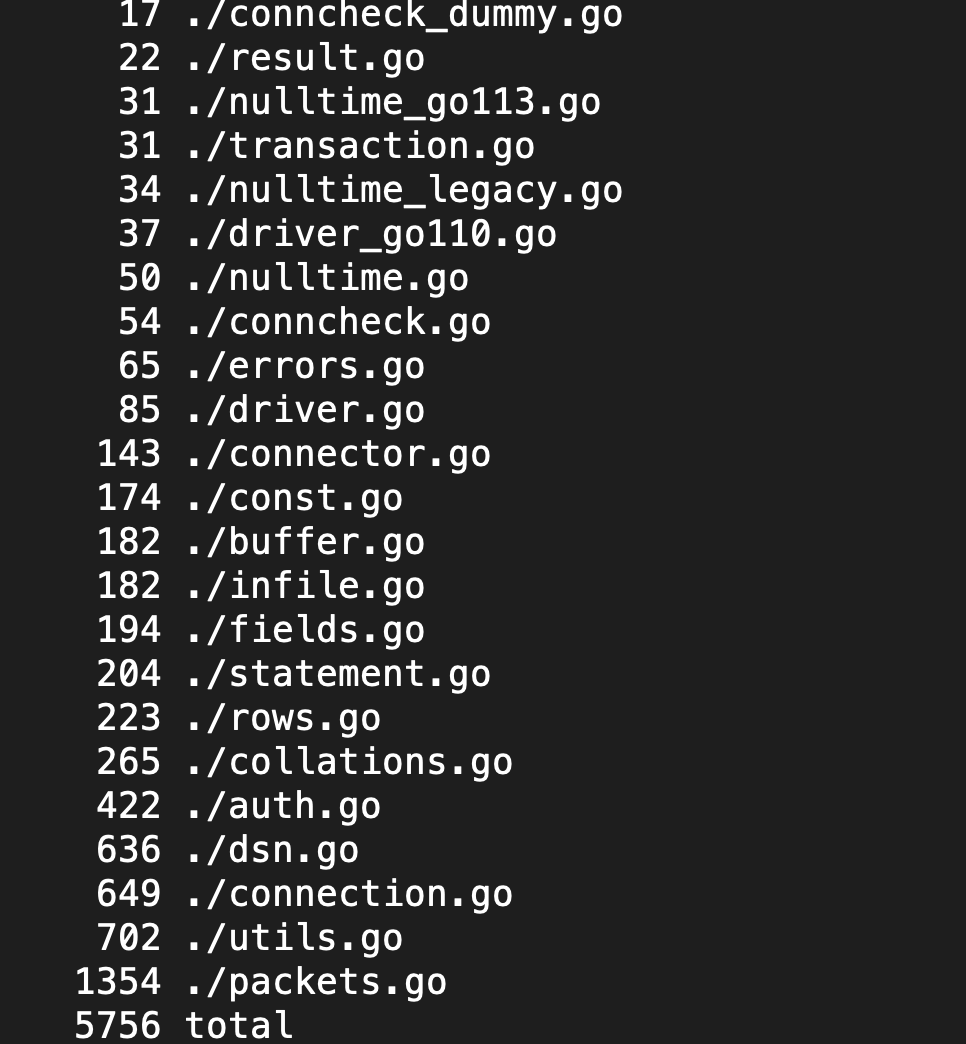 17 ./conncheck_dummy.go
22 ./result.go
31 ./nulltime_go113.go
31 ./transaction.go
34 ./nulltime_legacy.go
37 ./driver_go110.go
50 ./nulltime.go
54 ./conncheck.go
65 ./errors.go
85 ./driver.go
143 ./connector.go
174 ./const.go
182 ./buffer.go
182 ./infile.go
194 ./fields.go
204 ./statement.go
223 ./rows.go
265 ./collations.go
422 ./auth.go
636 ./dsn.go
649 ./connection.go
702 ./utils.go
1354 ./packets.go
5756 total